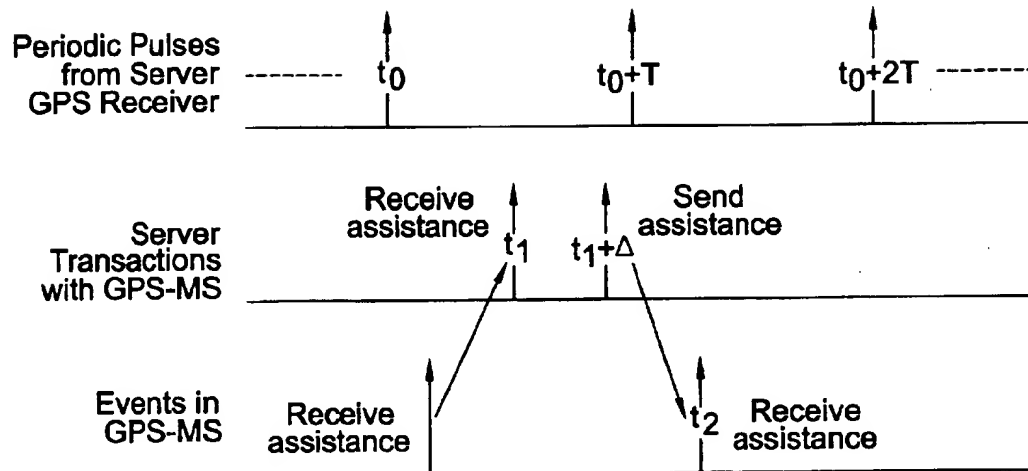 Periodic Pulses
from Server
GPS Receiver
t0
t0+T
t0+2T
Server
Transactions
with GPS-MS
Receive
assistance
t1
t1+Δ
Send
assistance
Events in
GPS-MS
Receive
assistance
t2
Receive
assistance